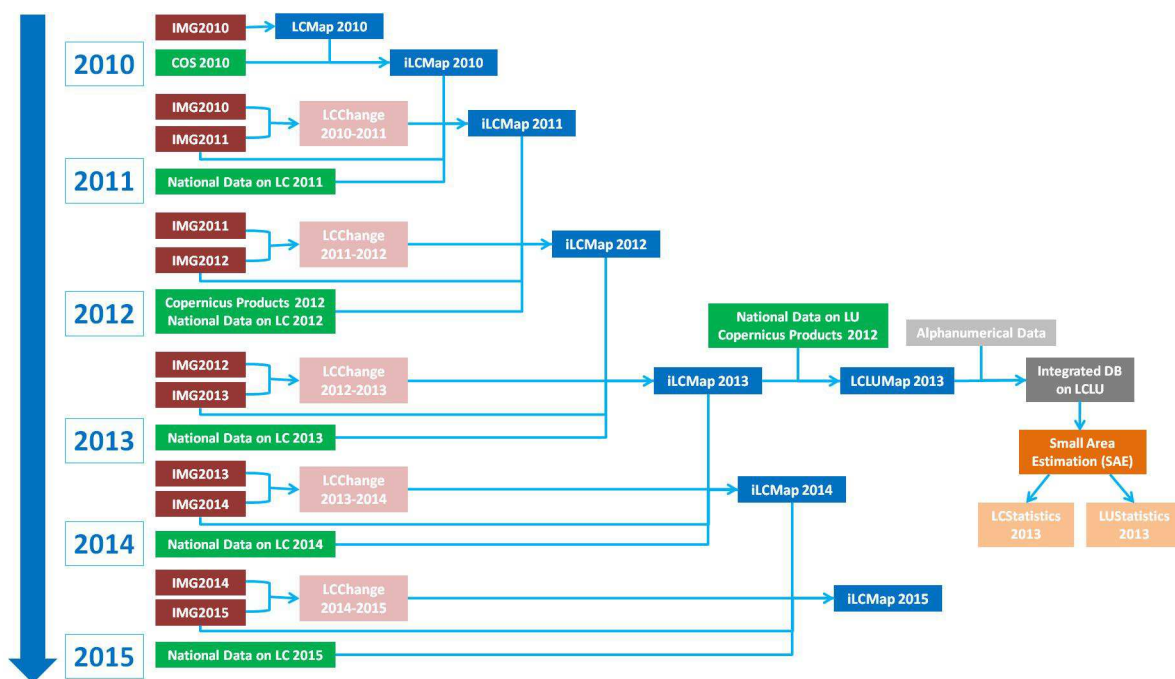 IMG2010
LCMap 2010
2010
COS 2010
iLCMap 2010
IMG2010
LCChange
2010-2011
iLCMap 2011
IMG2011
2011
National Data on LC 2011
IMG2011
LCChange
2011-2012
iLCMap 2012
IMG2012
2012
Copernicus Products 2012
National Data on LC 2012
National Data on LU
Copernicus Products 2012
Alphanumerical Data
IMG2012
LCChange
2012-2013
iLCMap 2013
LCLUMap 2013
Integrated DB
on LCLU
IMG2013
2013
National Data on LC 2013
Small Area
Estimation (SAE)
IMG2013
LCChange
2013-2014
iLCMap 2014
IMG2014
LCStatistics
2013
LUStatistics
2013
2014
National Data on LC 2014
IMG2014
LCChange
2014-2015
iLCMap 2015
IMG2015
2015
National Data on LC 2015